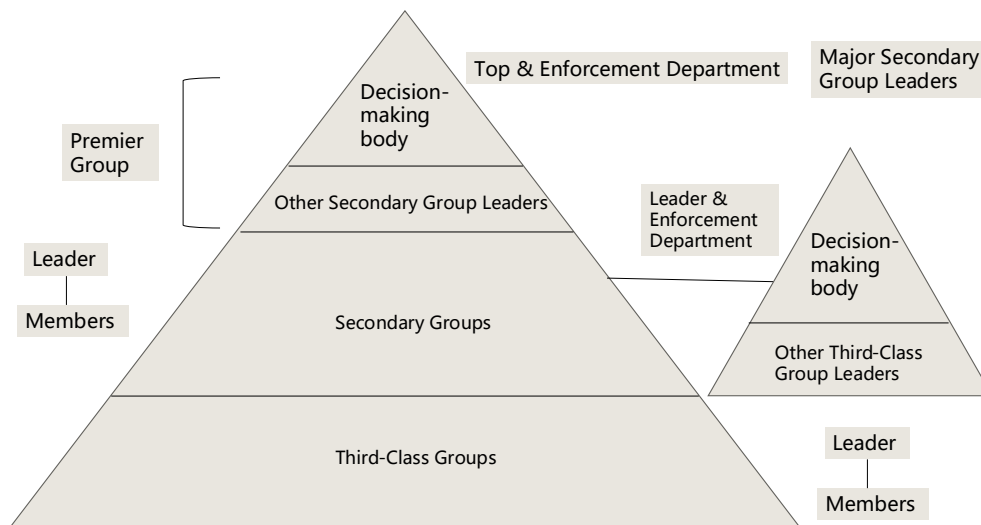 Top & Enforcement Department
Major Secondary
Group Leaders
Decision-
making
body
Premier
Group
Other Secondary Group Leaders
Leader &
Enforcement
Department
Leader
Members
Decision-
making
body
Secondary Groups
Other Third-Class
Group Leaders
Third-Class Groups
Leader
Members